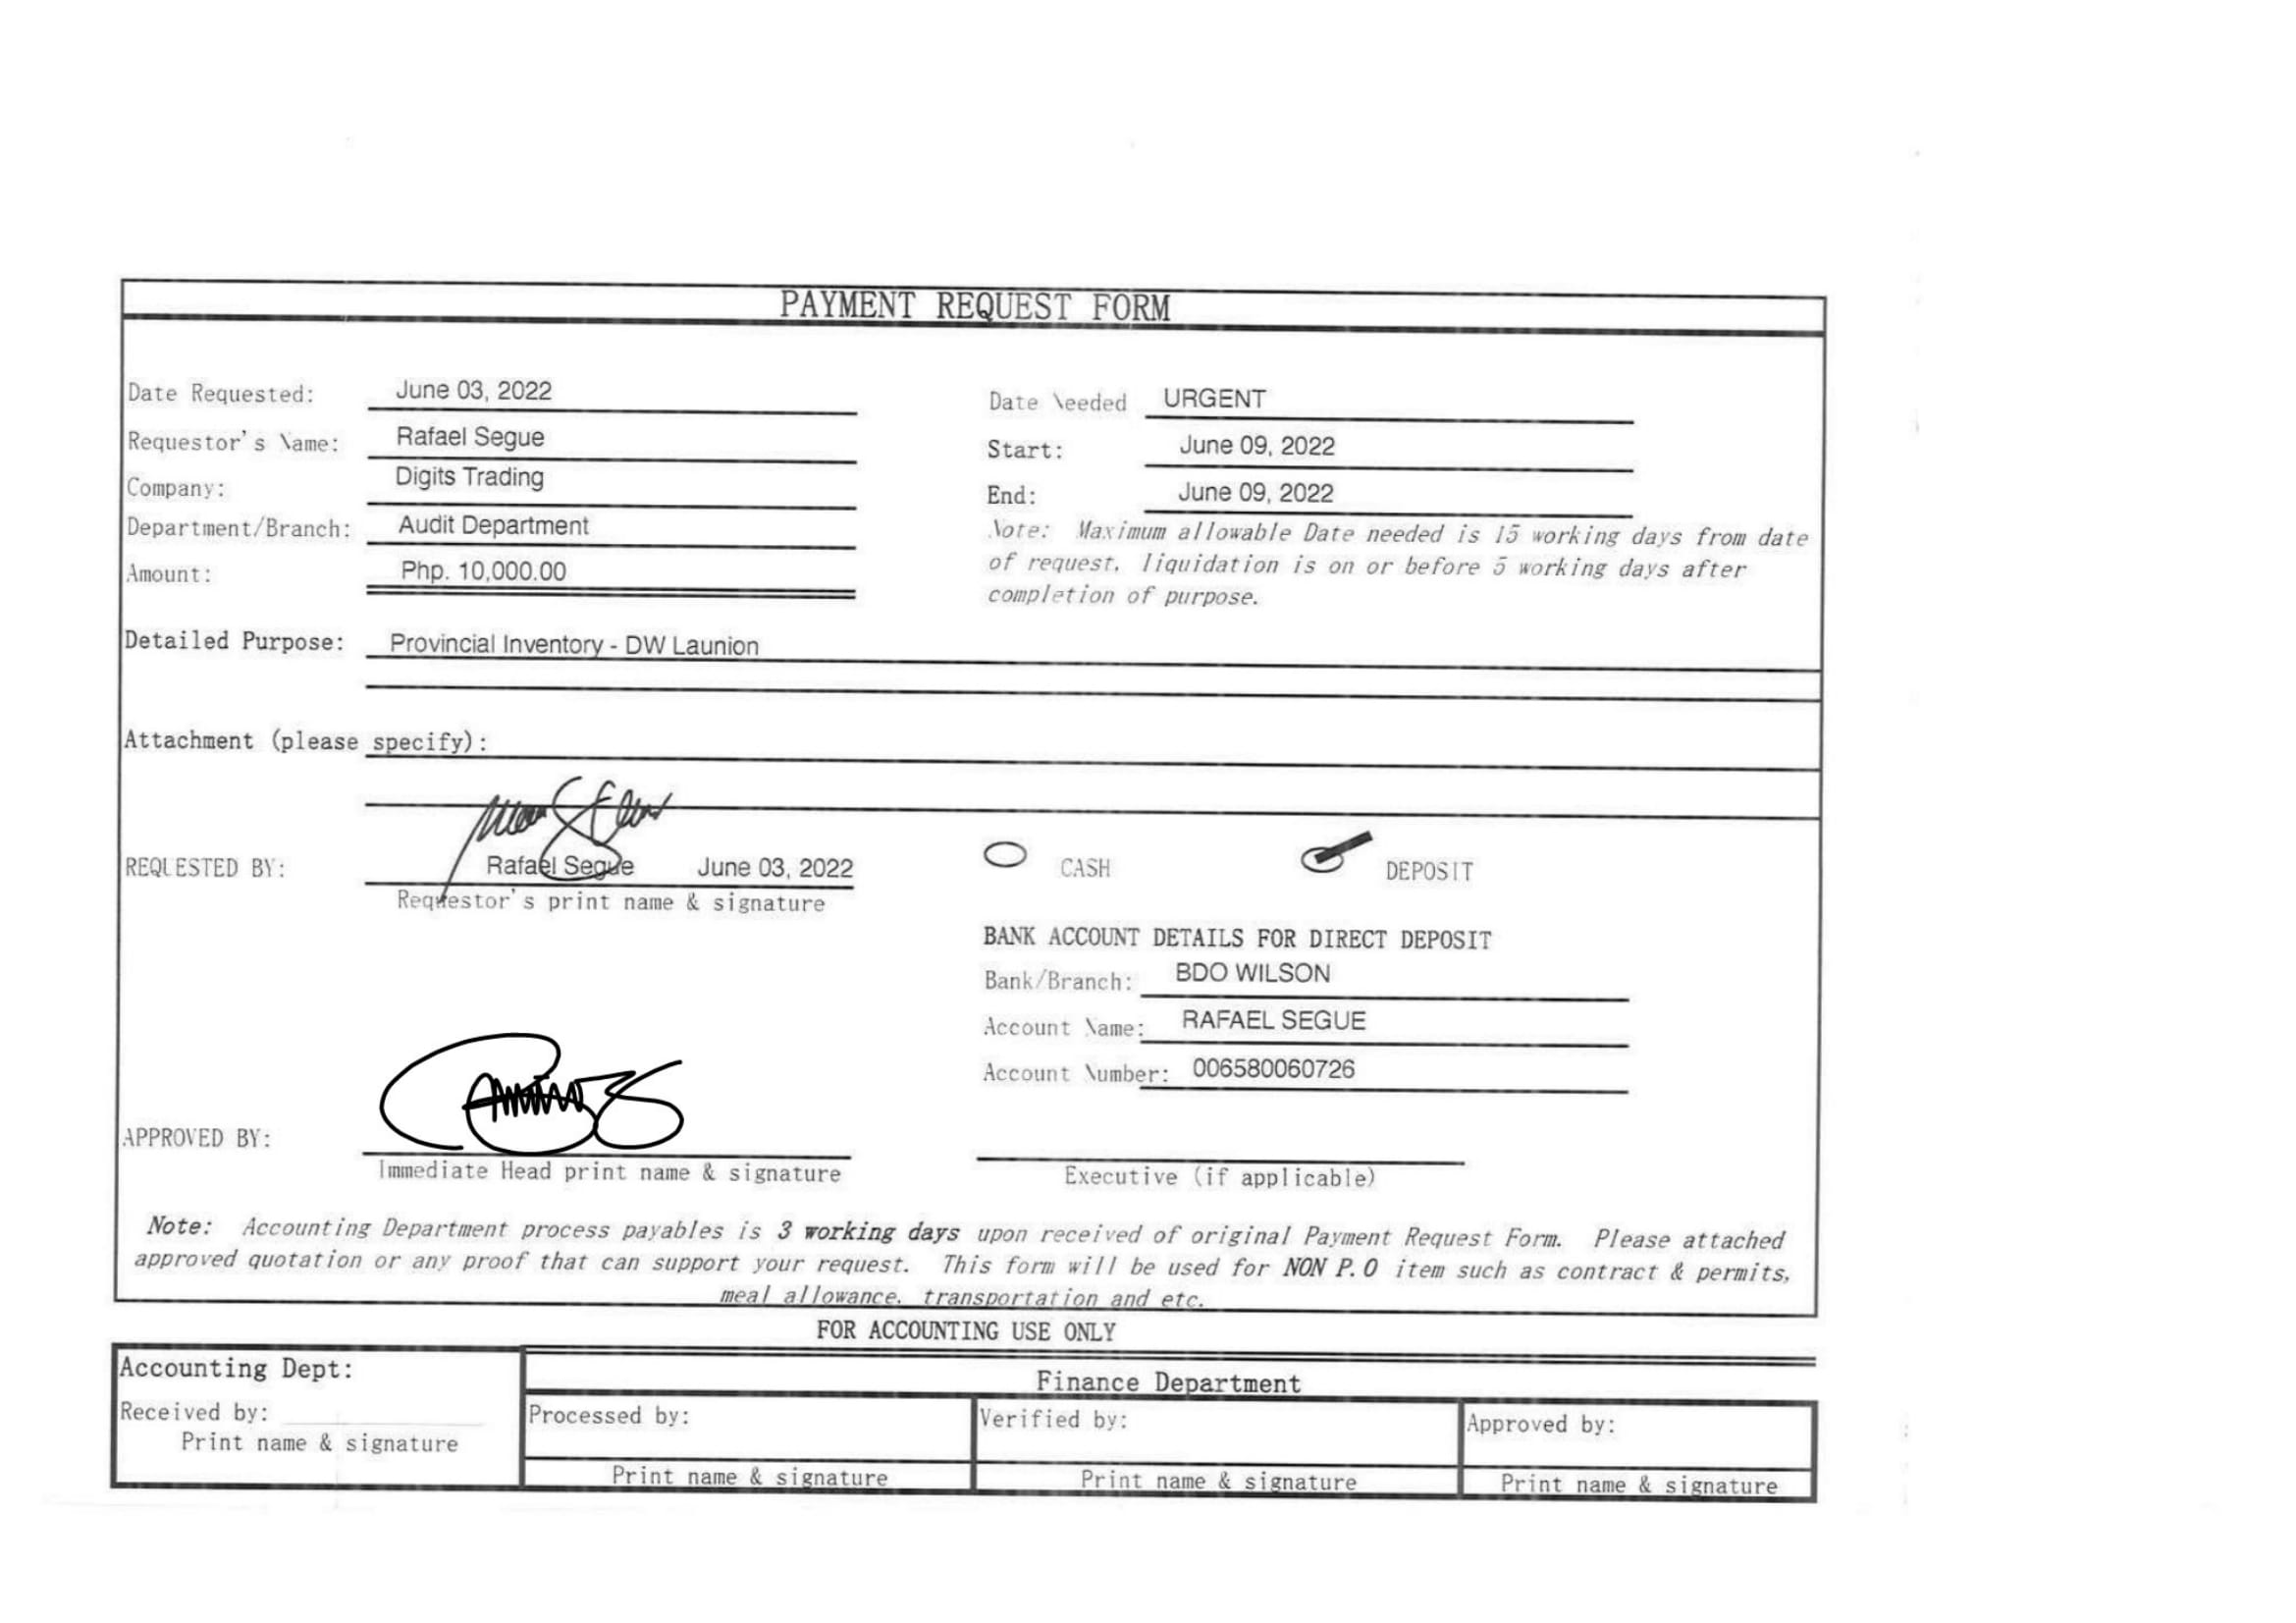 PAYMENT REQUEST FORM
Date Requested: June 03, 2022
Date Needed URGENT
Requestor's Name: Rafael Segue
Start: June 09, 2022
Company: Digits Trading
End: June 09, 2022
Department/Branch: Audit Department
Note: Maximum allowable Date needed is 15 working days from date
of request, liquidation is on or before 5 working days after
completion of purpose.
Amount: Php. 10,000.00
Detailed Purpose: Provincial Inventory - DW Launion
Attachment (please specify):
REQUESTED BY: Rafael Segue June 03, 2022
Requestor's print name & signature
CASH DEPOSIT
BANK ACCOUNT DETAILS FOR DIRECT DEPOSIT
Bank/Branch: BDO WILSON
Account Name: RAFAEL SEGUE
Account Number: 006580060726
APPROVED BY:
Immediate Head print name & signature
Executive (if applicable)
Note: Accounting Department process payables is 3 working days upon received of original Payment Request Form. Please attached
approved quotation or any proof that can support your request. This form will be used for NON P.O item such as contract & permits,
meal allowance, transportation and etc.
FOR ACCOUNTING USE ONLY
Accounting Dept:
Finance Department
Received by:
Print name & signature
Processed by:
Verified by:
Approved by:
Print name & signature
Print name & signature
Print name & signature